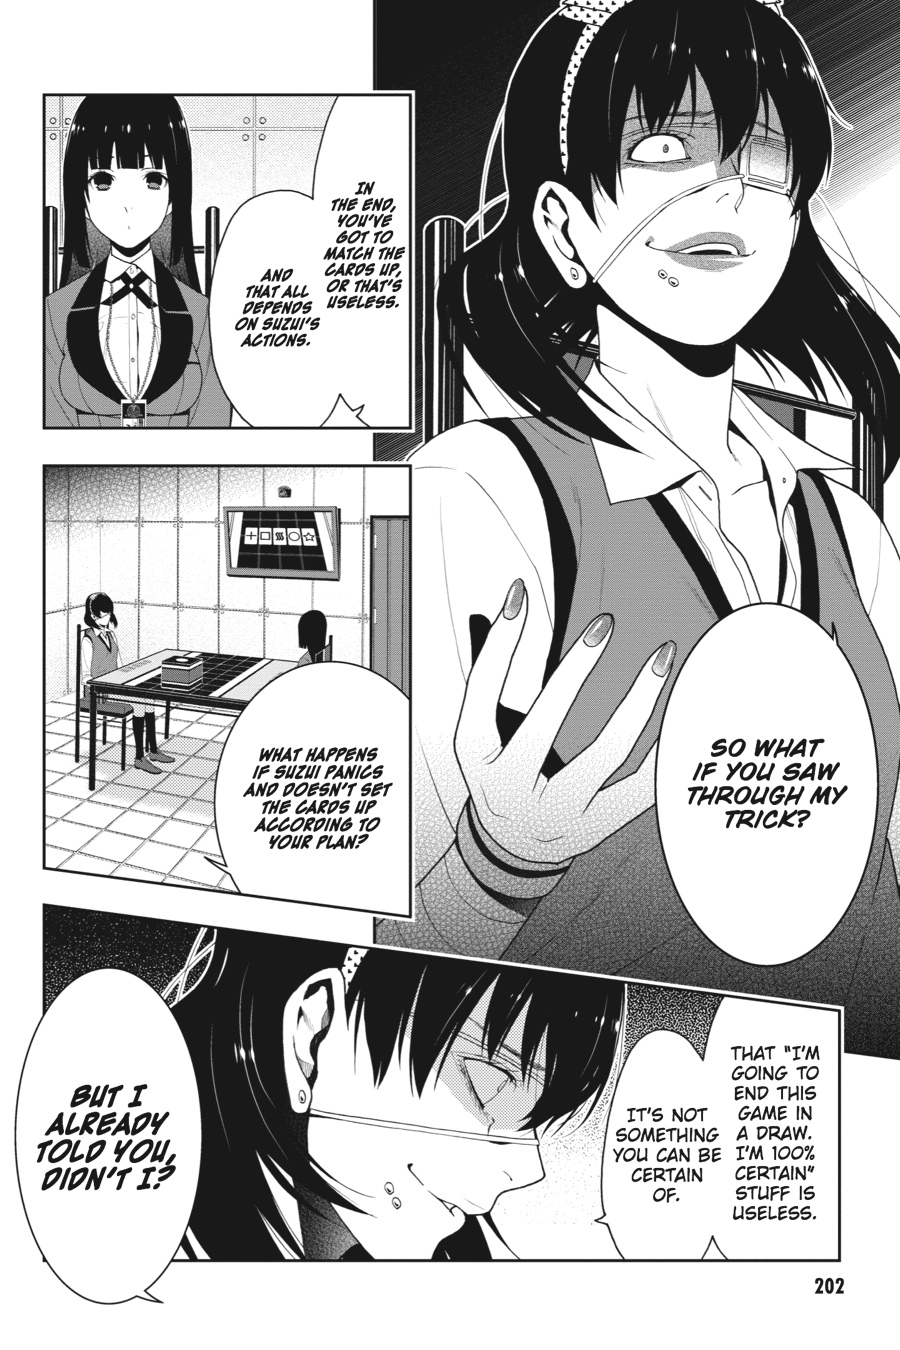 SO WHAT
IF YOU SAW
THROUGH MY
TRICK?
IN
THE END,
YOU'VE
GOT TO
MATCH THE
CARDS UP,
OR THAT'S
USELESS.
AND
THAT ALL
DEPENDS
ON SUZUI'S
ACTIONS.
WHAT HAPPENS
IF SUZUI PANICS
AND DOESN'T SET
THE CARDS UP
ACCORDING TO
YOUR PLAN?
THAT "I'M
GOING TO
END THIS
GAME IN
A DRAW.
I'M 100%
CERTAIN"
STUFF IS
USELESS.
IT'S NOT
SOMETHING
YOU CAN BE
CERTAIN
OF.
BUT I
ALREADY
TOLD YOU,
DIDN'T I?
202